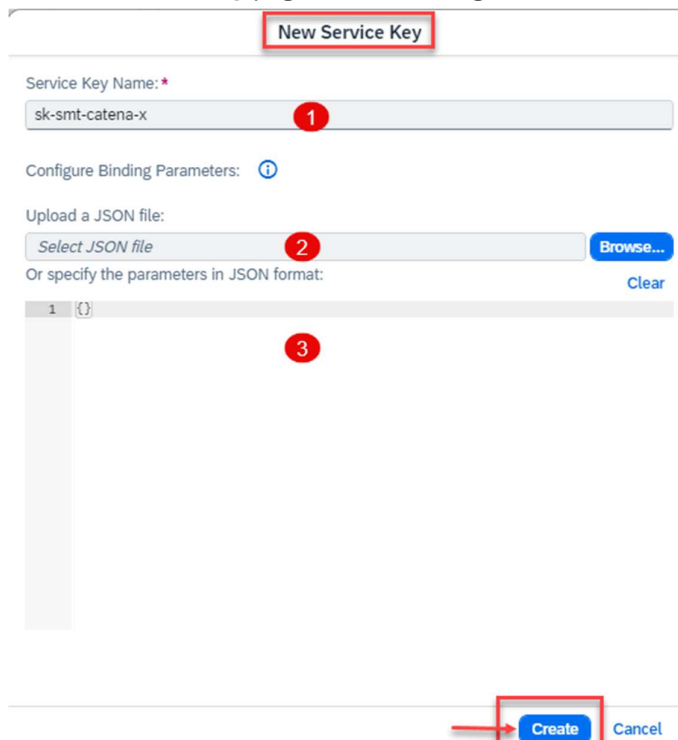 New Service Key
Service Key Name:*
sk-smt-catena-x
1
Configure Binding Parameters:
Upload a JSON file:
Select JSON file
2
Browse...
Or specify the parameters in JSON format:
Clear
1 {}
3
Create
Cancel